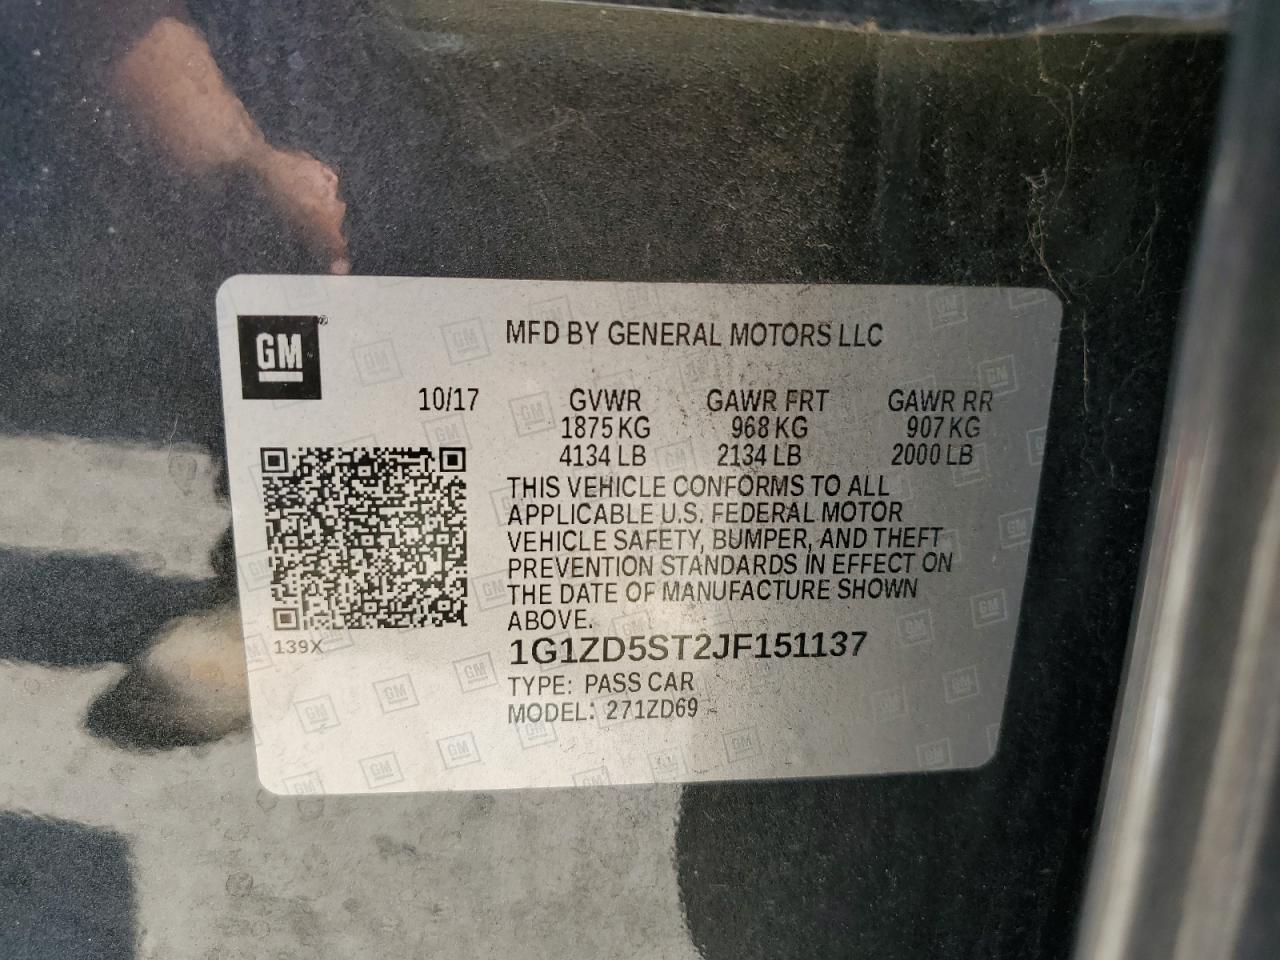 GM ®
MFD BY GENERAL MOTORS LLC
10/17 GVWR GAWR FRT GAWR RR
1875 KG 968 KG 907 KG
4134 LB 2134 LB 2000 LB
THIS VEHICLE CONFORMS TO ALL
APPLICABLE U.S. FEDERAL MOTOR
VEHICLE SAFETY, BUMPER, AND THEFT
PREVENTION STANDARDS IN EFFECT ON
THE DATE OF MANUFACTURE SHOWN
ABOVE.
139X
1G1ZD5ST2JF151137
TYPE: PASS CAR
MODEL: 271ZD69